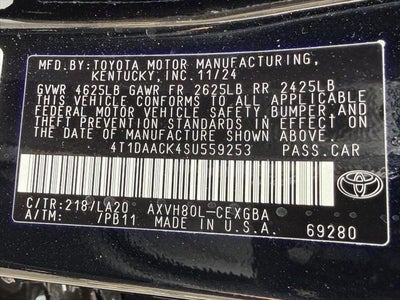 MFD.BY:TOYOTA MOTOR MANUFACTURING,
KENTUCKY,INC.11/24
GVWR 4625LB GAWR FR 2625LB RR 2425LB
THIS VEHICLE CONFORMS TO ALL APPLICABLE
FEDERAL MOTOR VEHICLE SAFETY,BUMPER,AND
THEFT PREVENTION STANDARDS IN EFFECT ON
THE DATE OF MANUFACTURE SHOWN ABOVE.
4T1DAACK4SU559253 PASS.CAR
C/TR:218/LA20 AXVH80L-CEXGBA
A/TM: 7PB11 MADE IN U.S.A. 69280